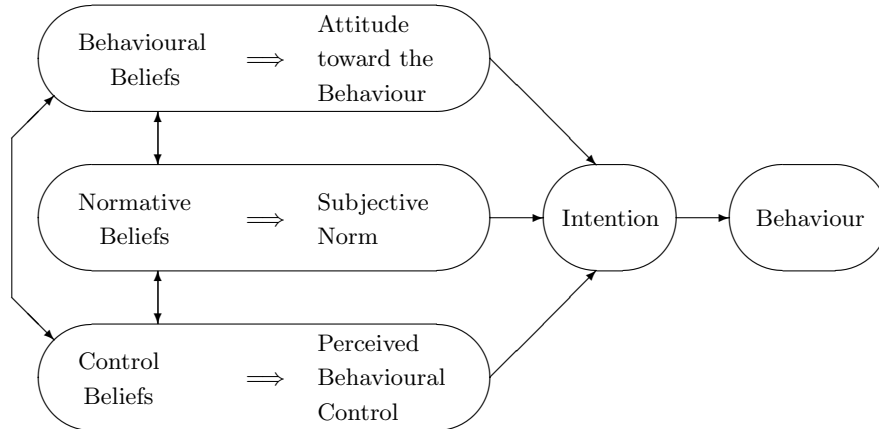 Behavioural
Beliefs
⟹
Attitude
toward the
Behaviour
Normative
Beliefs
⟹
Subjective
Norm
Intention
Behaviour
Control
Beliefs
⟹
Perceived
Behavioural
Control